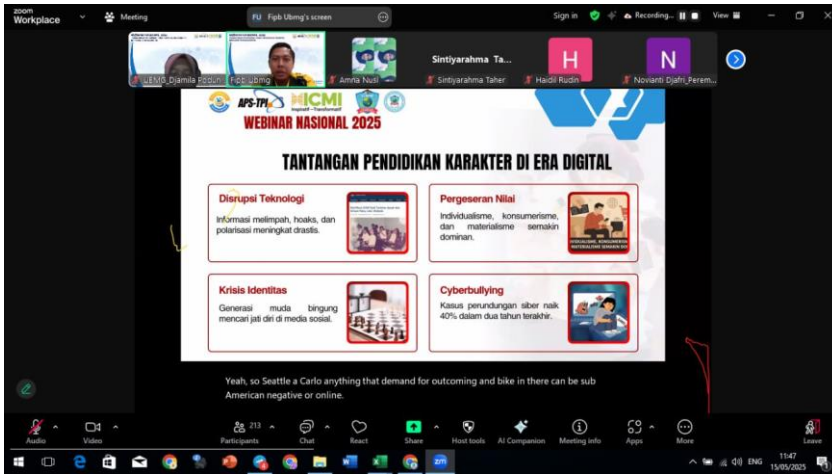 zoom
Workplace
Meeting
FU Fipb Ubmg's screen
Sign in
Recording...
View
UBMG_Djamila Podungge
Fipb Ubmg
Amna Nusi
Sintiyarahma Ta...
Sintiyarahma Taher
H
Haidil Rudin
N
Novianti Djafri_Perem...
APS-TPI
ICMI
Inspiratif-Transformatif
WEBINAR NASIONAL 2025
TANTANGAN PENDIDIKAN KARAKTER DI ERA DIGITAL
Disrupsi Teknologi
Informasi melimpah, hoaks, dan
polarisasi meningkat drastis.
Pergeseran Nilai
Individualisme, konsumerisme,
dan materialisme semakin
dominan.
Krisis Identitas
Generasi muda bingung
mencari jati diri di media sosial.
Cyberbullying
Kasus perundungan siber naik
40% dalam dua tahun terakhir.
Yeah, so Seattle a Carlo anything that demand for outcoming and bike in there can be sub
American negative or online.
Audio
Video
213
Participants
Chat
React
Share
Host tools
AI Companion
Meeting info
Apps
More
Leave
zm
ENG
11:47
15/05/2025